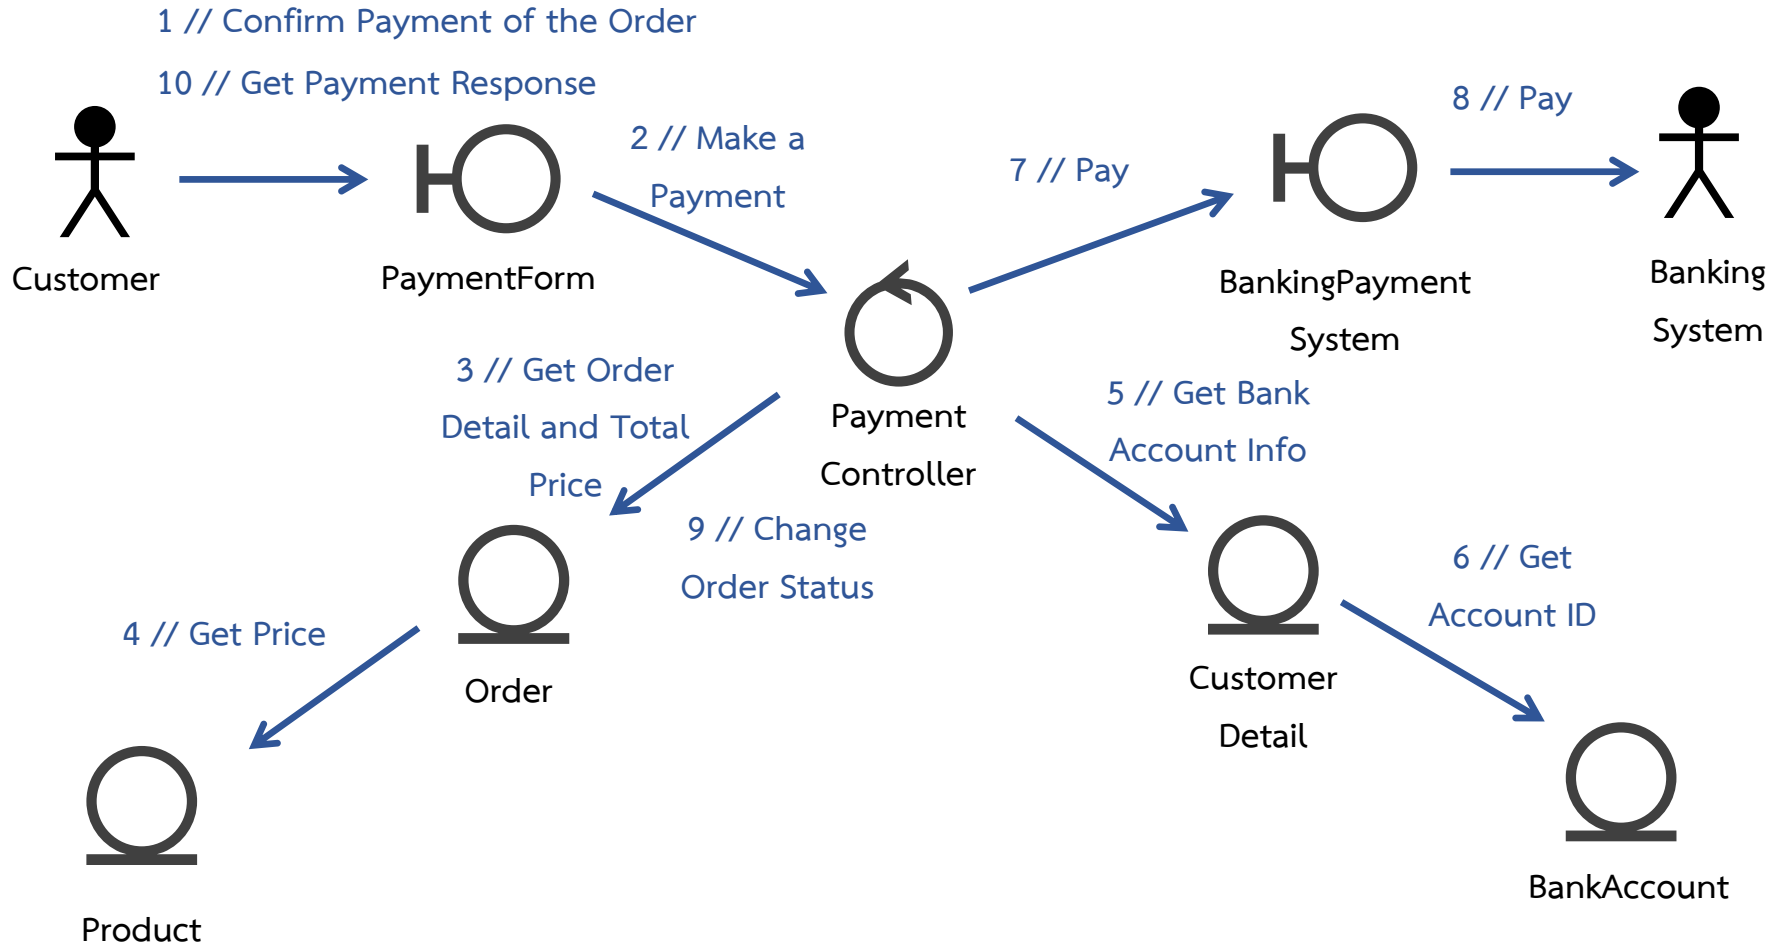 1 // Confirm Payment of the Order
10 // Get Payment Response
2 // Make a
Payment
7 // Pay
8 // Pay
Customer
PaymentForm
BankingPayment
System
Banking
System
3 // Get Order
Detail and Total
Price
Payment
Controller
5 // Get Bank
Account Info
9 // Change
Order Status
6 // Get
Account ID
4 // Get Price
Order
Customer
Detail
BankAccount
Product